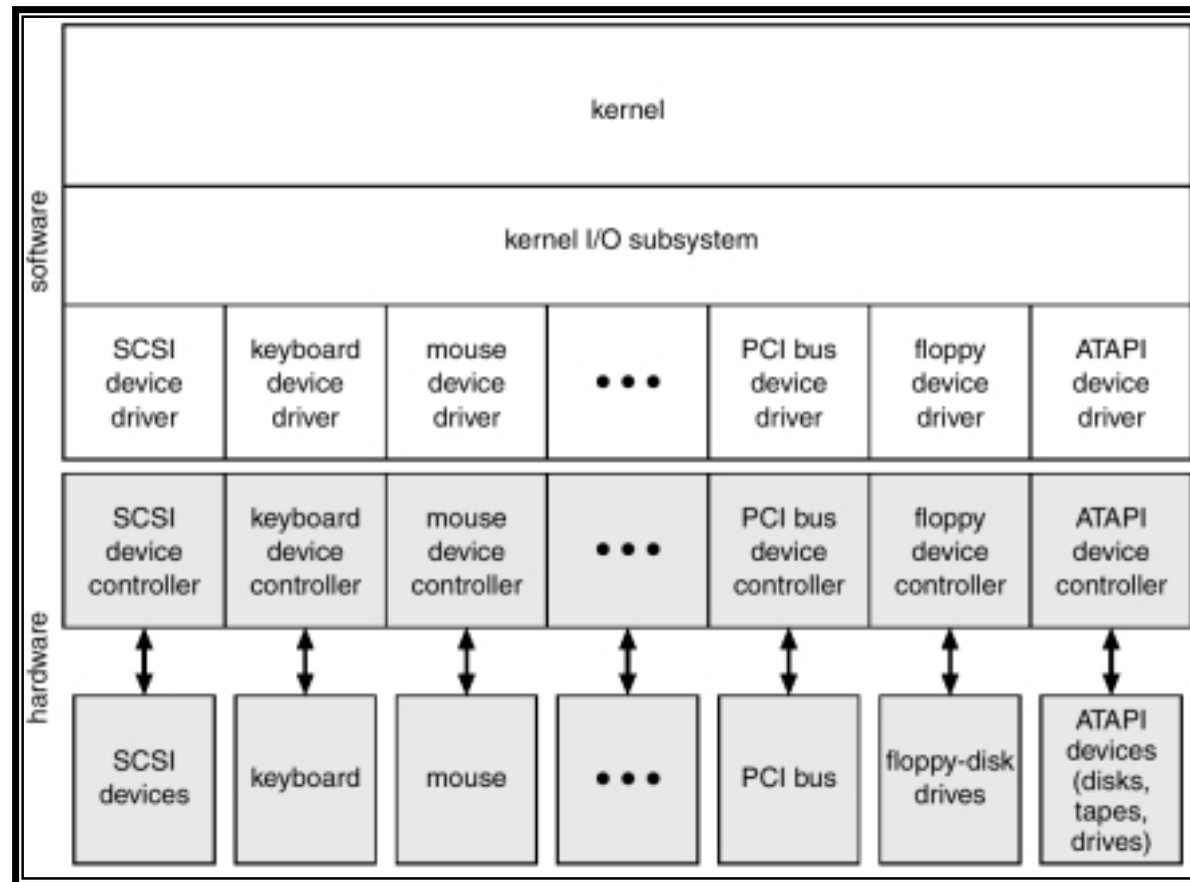 kernel
kernel I/O subsystem
software
SCSI
device
driver
keyboard
device
driver
mouse
device
driver
•••
PCI bus
device
driver
floppy
device
driver
ATAPI
device
driver
hardware
SCSI
device
controller
keyboard
device
controller
mouse
device
controller
•••
PCI bus
device
controller
floppy
device
controller
ATAPI
device
controller
SCSI
devices
keyboard
mouse
•••
PCI bus
floppy-disk
drives
ATAPI
devices
(disks,
tapes,
drives)